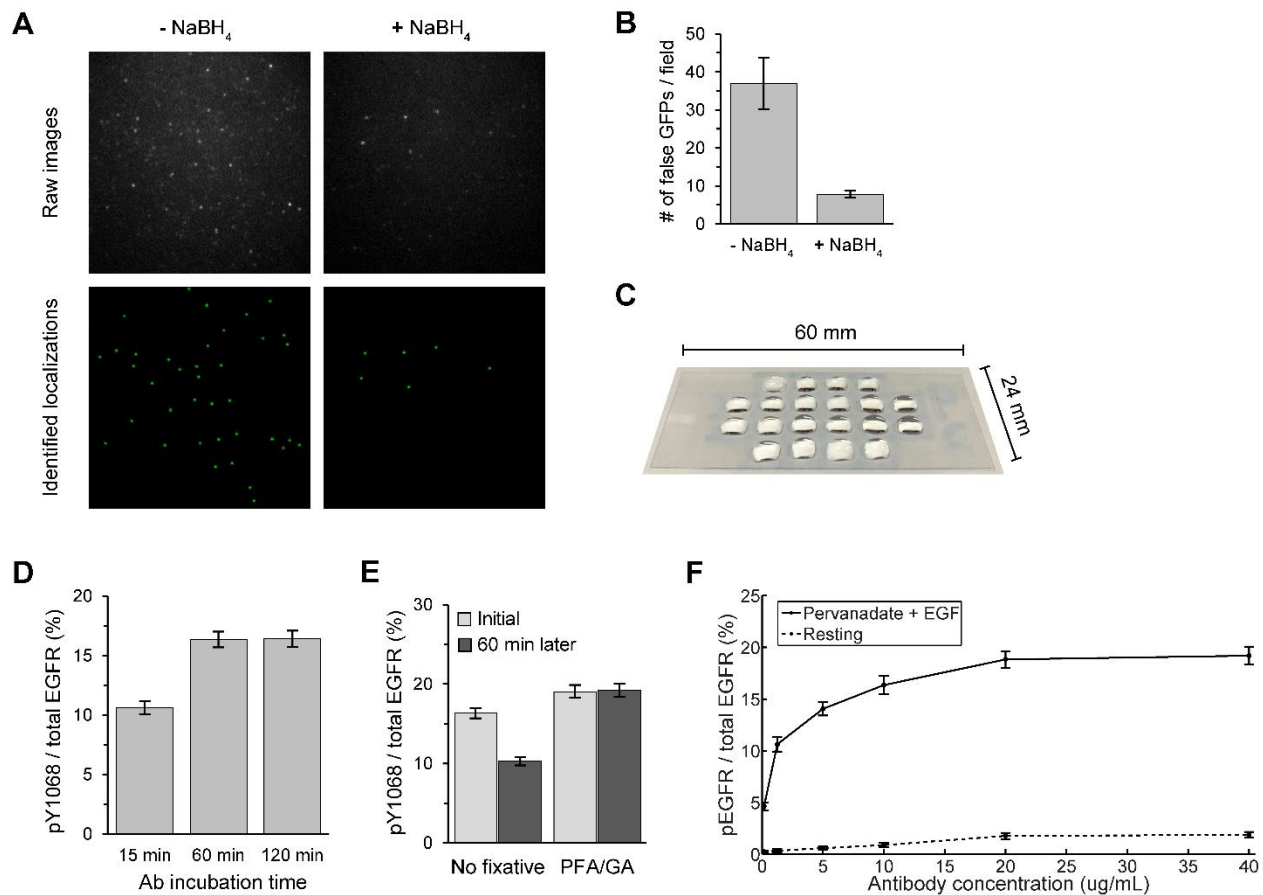 A
- NaBH4
+ NaBH4
Raw images
Identified localizations
B
# of false GFPs / field
50
40
30
20
10
0
- NaBH4
+ NaBH4
C
60 mm
24 mm
D
pY1068 / total EGFR (%)
20
15
10
5
0
15 min
60 min
120 min
Ab incubation time
E
pY1068 / total EGFR (%)
30
20
10
0
Initial
60 min later
No fixative
PFA/GA
F
pEGFR / total EGFR (%)
25
20
15
10
5
0
Pervanadate + EGF
Resting
0 5 10 15 20 25 30 35 40
Antibody concentration (ug/mL)